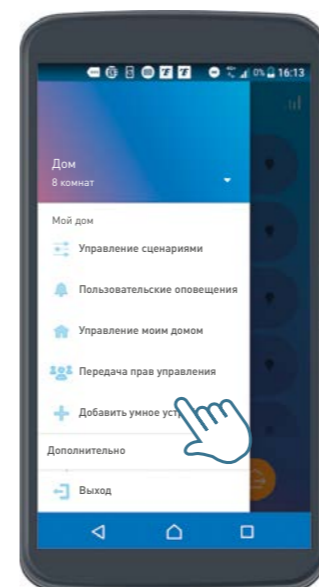 0% 16:13
Дом
8 комнат
Мой дом
Управление сценариями
Пользовательские оповещения
Управление моим домом
Передача прав управления
Добавить умное
Дополнительно
Выход